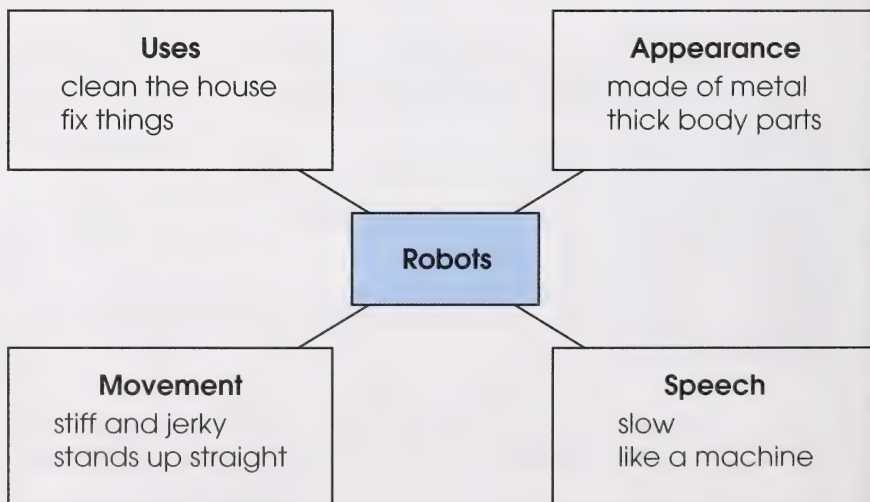 Uses
clean the house
fix things
Appearance
made of metal
thick body parts
Robots
Movement
stiff and jerky
stands up straight
Speech
slow
like a machine